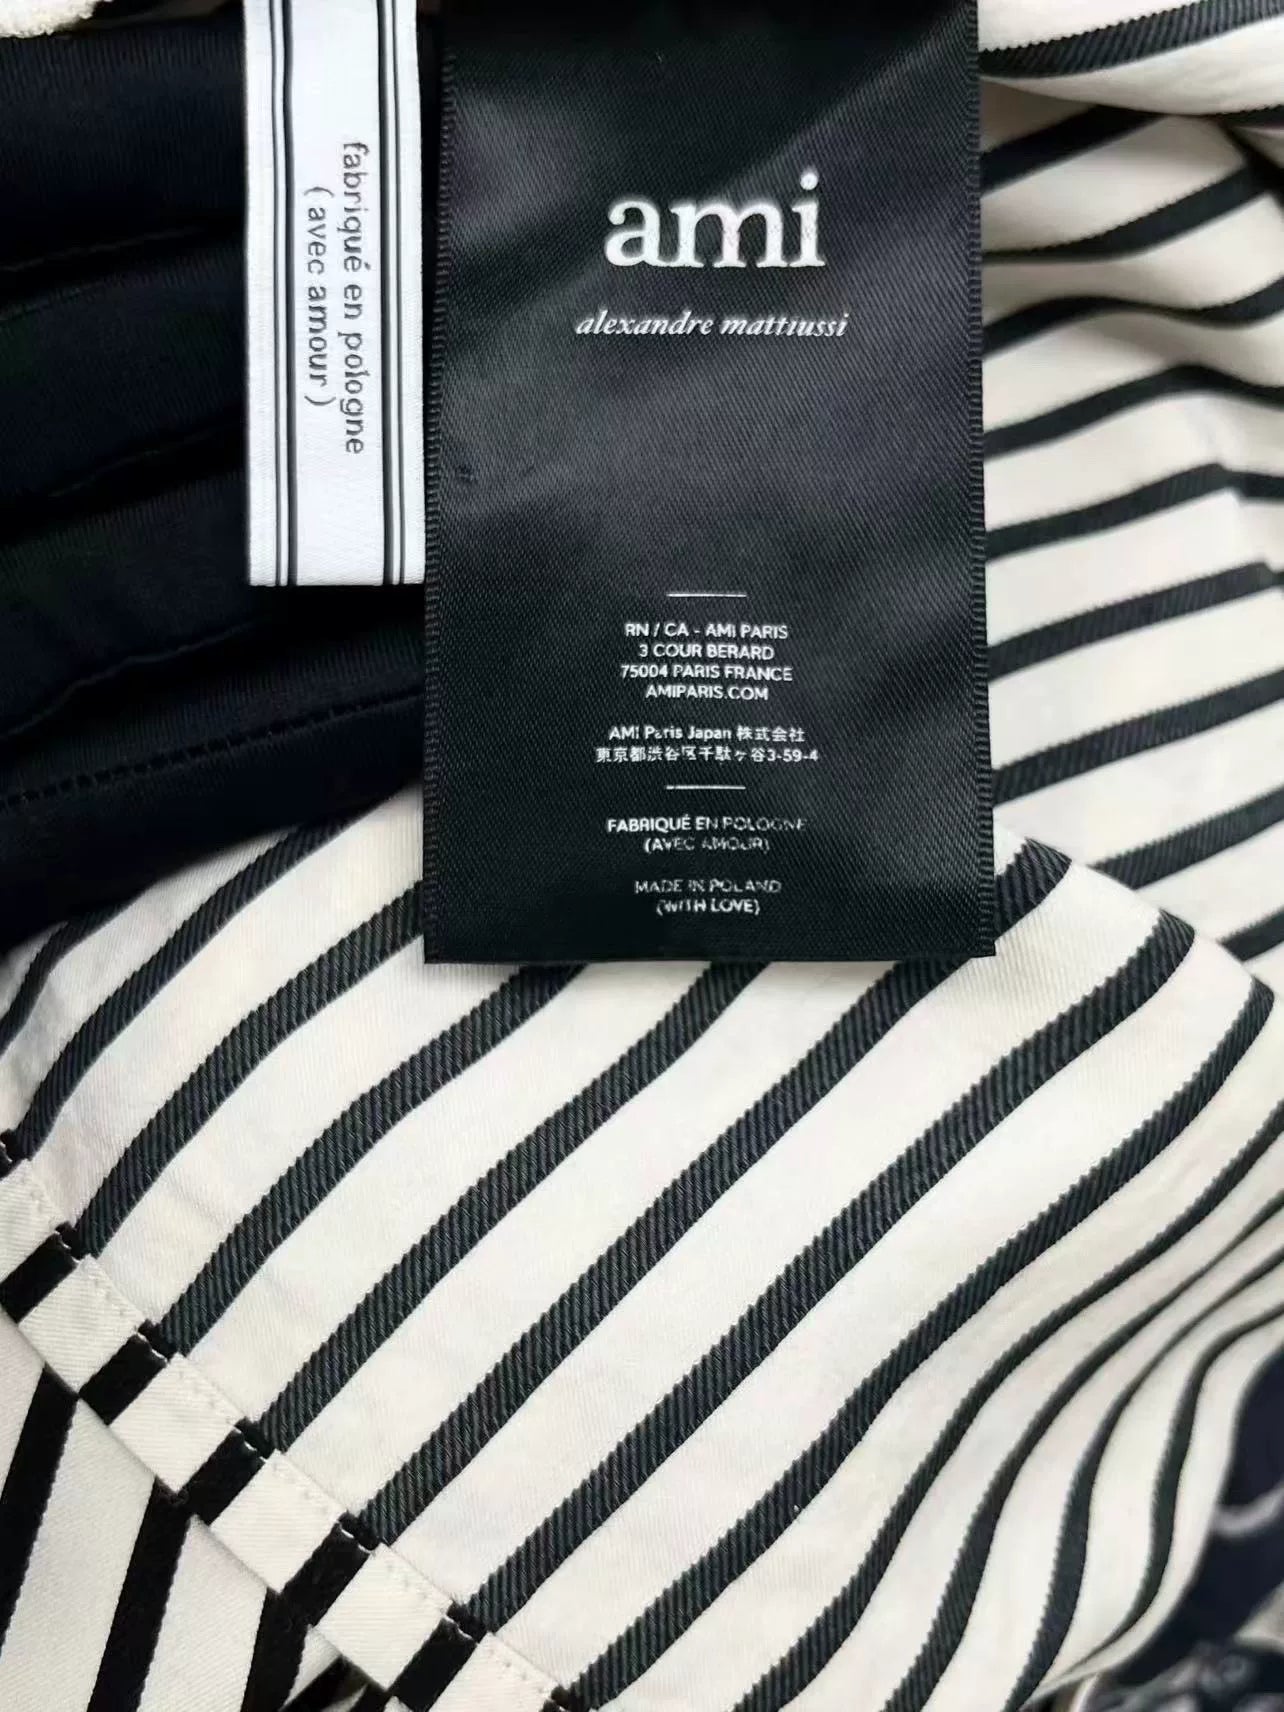 fabriqué en pologne
( avec amour )
ami
alexandre mattiussi
RN / CA - AMI PARIS
3 COUR BERARD
75004 PARIS FRANCE
AMIPARIS.COM
AMI Paris Japan 株式会社
東京都渋谷区千駄ヶ谷3-59-4
FABRIQUÉ EN POLOGNE
(AVEC AMOUR)
MADE IN POLAND
(WITH LOVE)